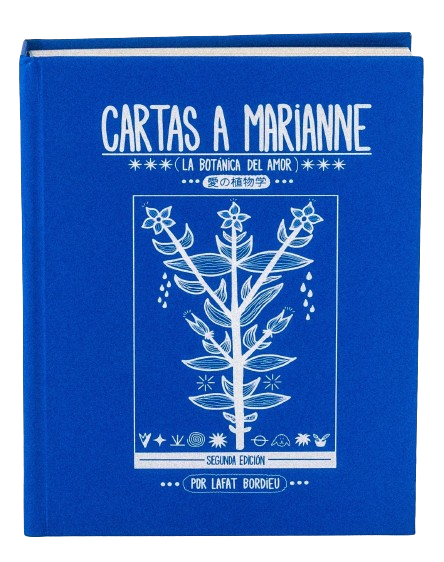 CARTAS A MARiANNE
(LA BOTÁNiCA DEL AMOR)
愛の植物学
SEGUNDA EDICIÓN
POR LAFAT BORDiEU